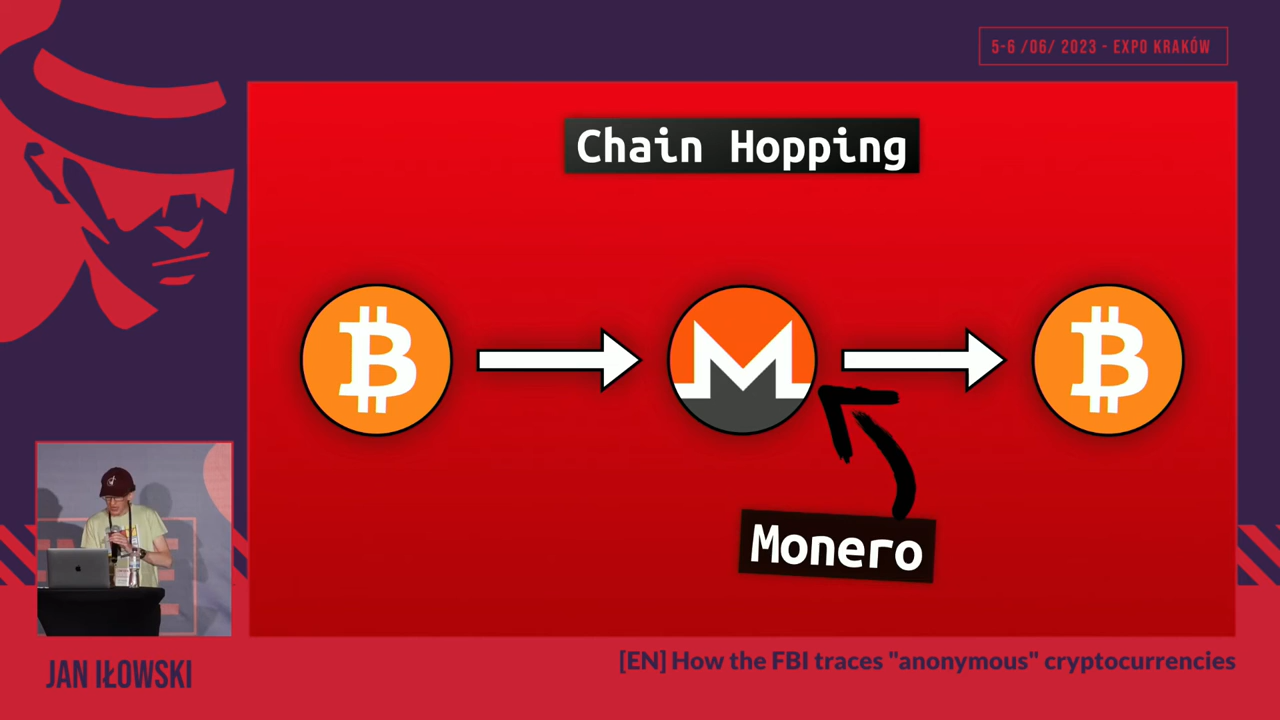 5-6 /06/ 2023 - EXPO KRAKÓW
Chain Hopping
Monero
JAN IŁOWSKI
[EN] How the FBI traces "anonymous" cryptocurrencies